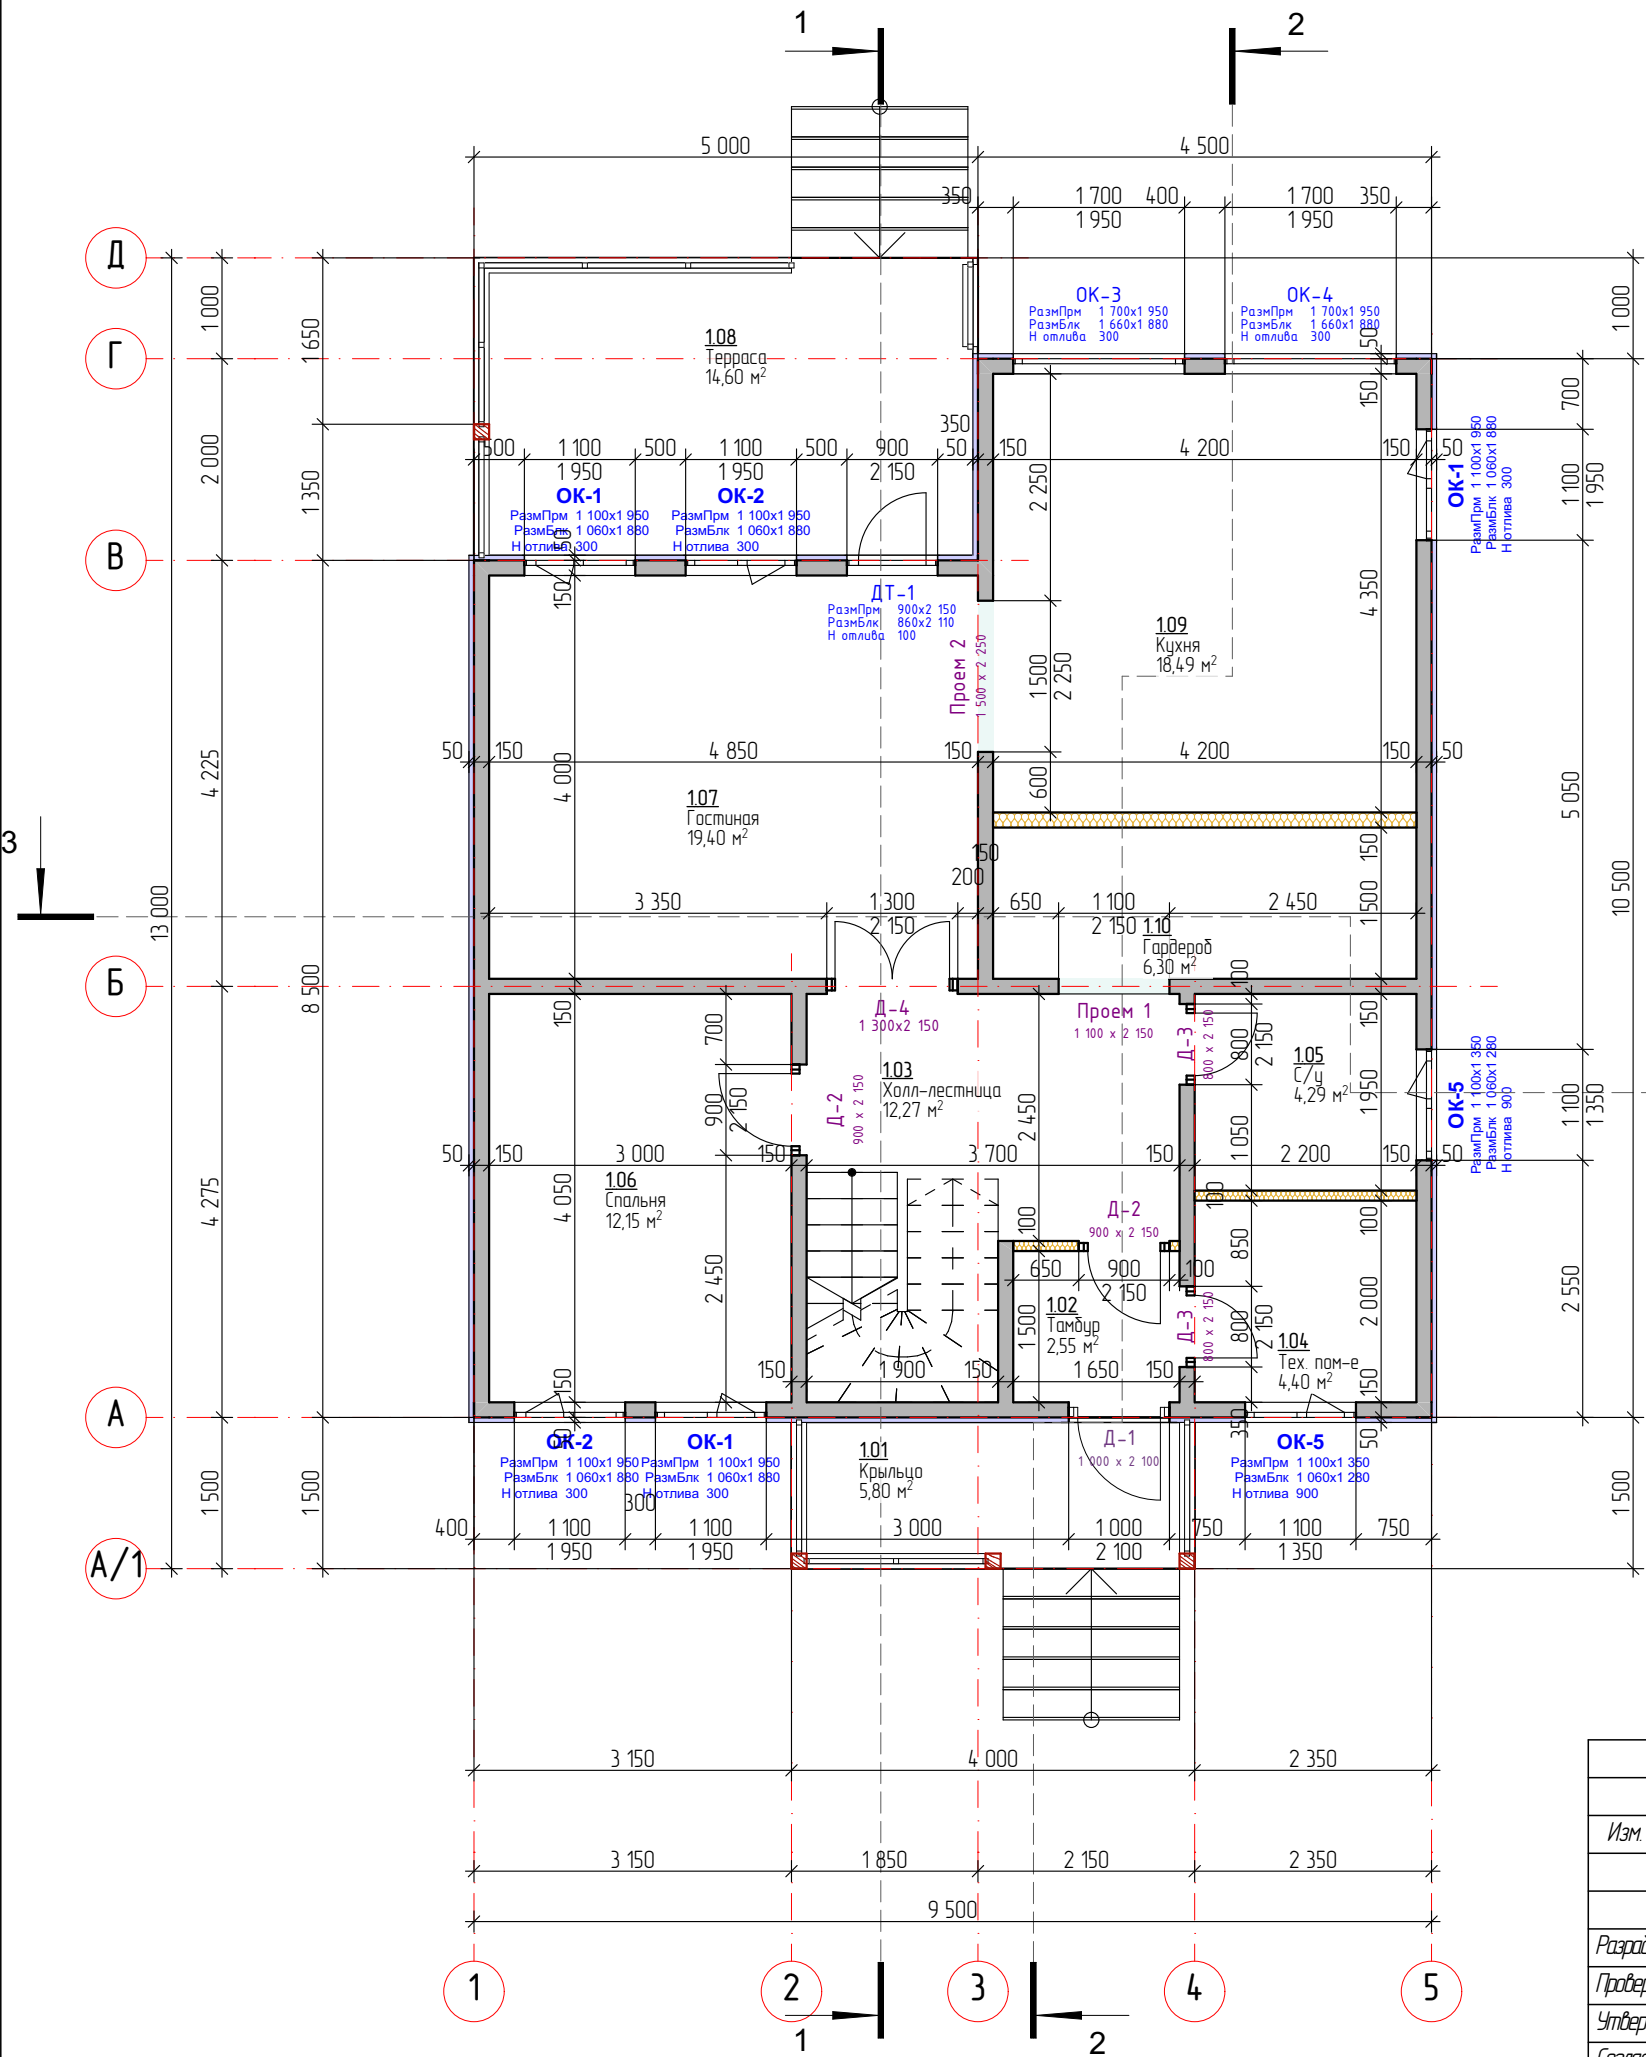 1
2
5 000
4 500
350
1 700
400
1 700
350
1 950
1 950
Д
1 000
1 650
ОК-3
РазмПрм 1 700х1 950
РазмБлк 1 660х1 880
Н отлива 300
ОК-4
РазмПрм 1 700х1 950
РазмБлк 1 660х1 880
Н отлива 300
50
1 000
Г
1.08
Терраса
14,60 м²
150
700
2 000
1 350
350
500
1 100
500
1 100
500
900
50
150
4 200
150
50
1 950
1 950
2 150
2 250
ОК-1
РазмПрм 1 100х1 950
РазмБлк 1 060х1 880
Н отлива 300
1 100
1 950
ОК-1
РазмПрм 1 100х1 950
РазмБлк 1 060х1 880
Н отлива 300
ОК-2
РазмПрм 1 100х1 950
РазмБлк 1 060х1 880
Н отлива 300
50
В
150
ДТ-1
РазмПрм 900х2 150
РазмБлк 860х2 110
Н отлива 100
4 350
Проем 2
1 500 х 2 250
1 500
2 250
1.09
Кухня
18,49 м²
50
150
4 850
150
4 200
150
50
4 225
4 000
600
5 050
1.07
Гостиная
19,40 м²
3
150
200
150
13 000
3 350
1 300
650
1 100
2 450
1 500
10 500
2 150
2 150
1.10
Гардероб
6,30 м²
Б
8 500
150
700
Д-4
1 300х2 150
Проем 1
1 100 х 2 150
100
150
Д-3
800 х 2 150
800
2 150
1.05
С/у
4,29 м²
1 950
ОК-5
РазмПрм 1 100х1 350
РазмБлк 1 060х1 280
Н отлива 900
1 100
1 350
900
2 150
Д-2
900 х 2 150
1.03
Холл-лестница
12,27 м²
2 450
1 050
50
150
3 000
150
3 700
150
2 200
150
50
4 275
4 050
1.06
Спальня
12,15 м²
100
Д-2
900 х 2 150
100
850
100
2 450
650
900
100
2 150
2 550
1 500
1.02
Тамбур
2,55 м²
Д-3
800 х 2 150
800
2 150
1.04
Тех. пом-е
4,40 м²
2 000
150
150
1 900
150
1 650
150
150
А
50
ОК-2
РазмПрм 1 100х1 950
РазмБлк 1 060х1 880
Н отлива 300
ОК-1
РазмПрм 1 100х1 950
РазмБлк 1 060х1 880
Н отлива 300
1.01
Крыльцо
5,80 м²
Д-1
1 000 х 2 100
350
ОК-5
РазмПрм 1 100х1 350
РазмБлк 1 060х1 280
Н отлива 900
50
1 500
1 500
1 500
300
400
1 100
1 100
3 000
1 000
750
1 100
750
1 950
1 950
2 100
1 350
А/1
3 150
4 000
2 350
Изм.
3 150
1 850
2 150
2 350
9 500
1
2
3
4
5
1
2